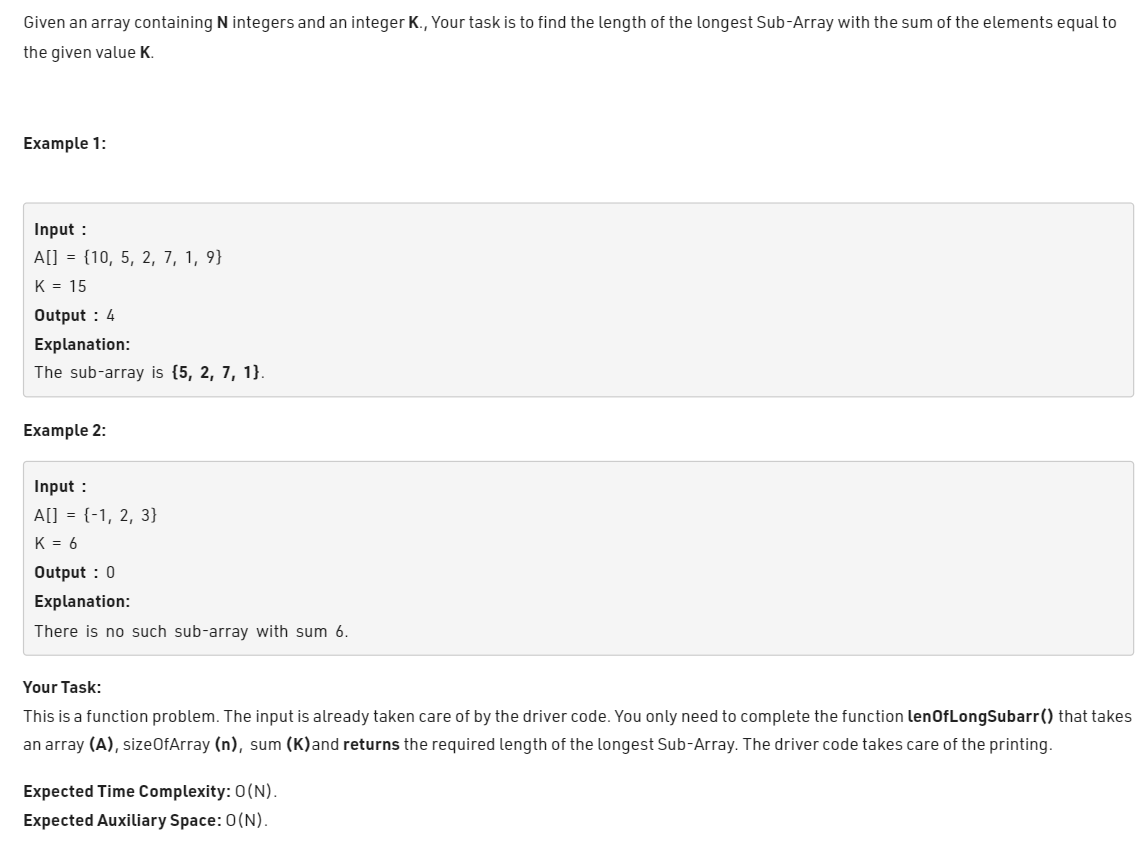 Given an array containing N integers and an integer K., Your task is to find the length of the longest Sub-Array with the sum of the elements equal to
the given value K.
Example 1:
Input :
A[] = {10, 5, 2, 7, 1, 9}
K = 15
Output : 4
Explanation:
The sub-array is {5, 2, 7, 1}.
Example 2:
Input :
A[] = {-1, 2, 3}
K = 6
Output : 0
Explanation:
There is no such sub-array with sum 6.
Your Task:
This is a function problem. The input is already taken care of by the driver code. You only need to complete the function lenOfLongSubarr() that takes
an array (A), sizeOfArray (n), sum (K)and returns the required length of the longest Sub-Array. The driver code takes care of the printing.
Expected Time Complexity: O(N).
Expected Auxiliary Space: O(N).